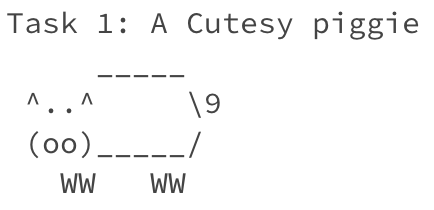 Task 1: A Cutesy piggie
      _____
 ^..^      \9
 (oo)_____/
   WW    WW